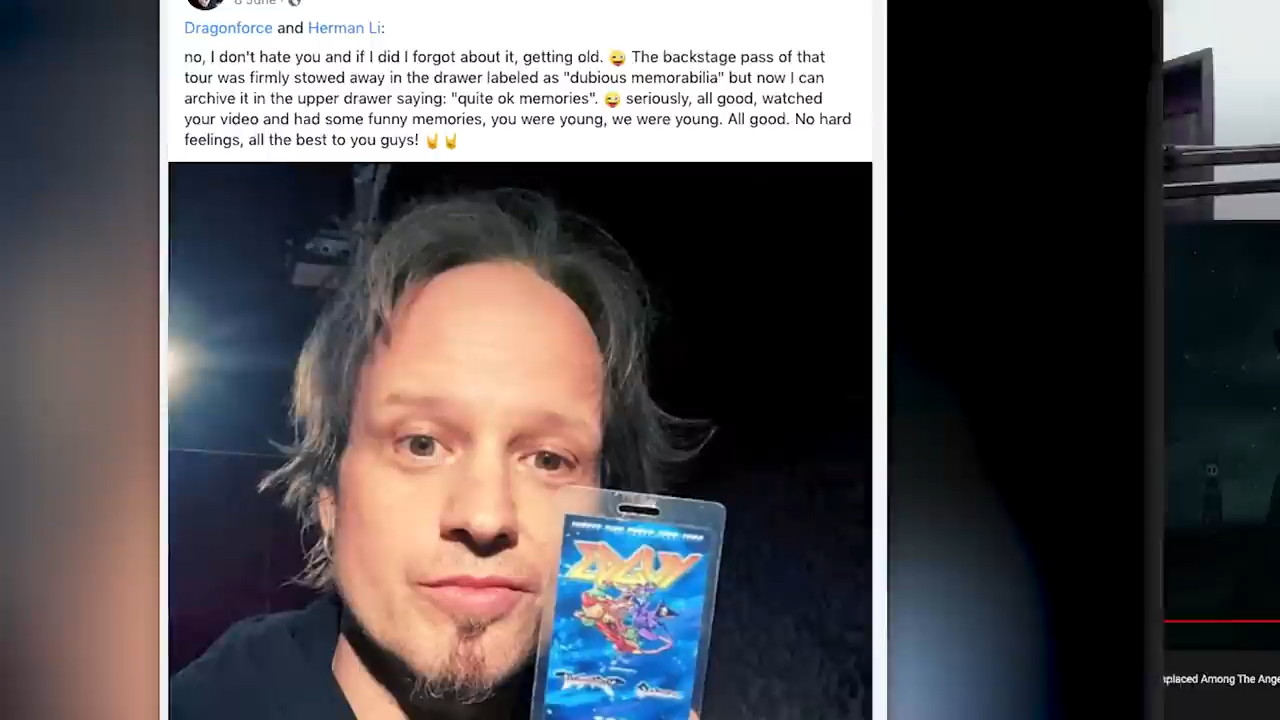 8 June
Dragonforce and Herman Li:
no, I don't hate you and if I did I forgot about it, getting old. 😜 The backstage pass of that
tour was firmly stowed away in the drawer labeled as "dubious memorabilia" but now I can
archive it in the upper drawer saying: "quite ok memories". 😜 seriously, all good, watched
your video and had some funny memories, you were young, we were young. All good. No hard
feelings, all the best to you guys! 🤘🤘
EDGUY
Among The Ange